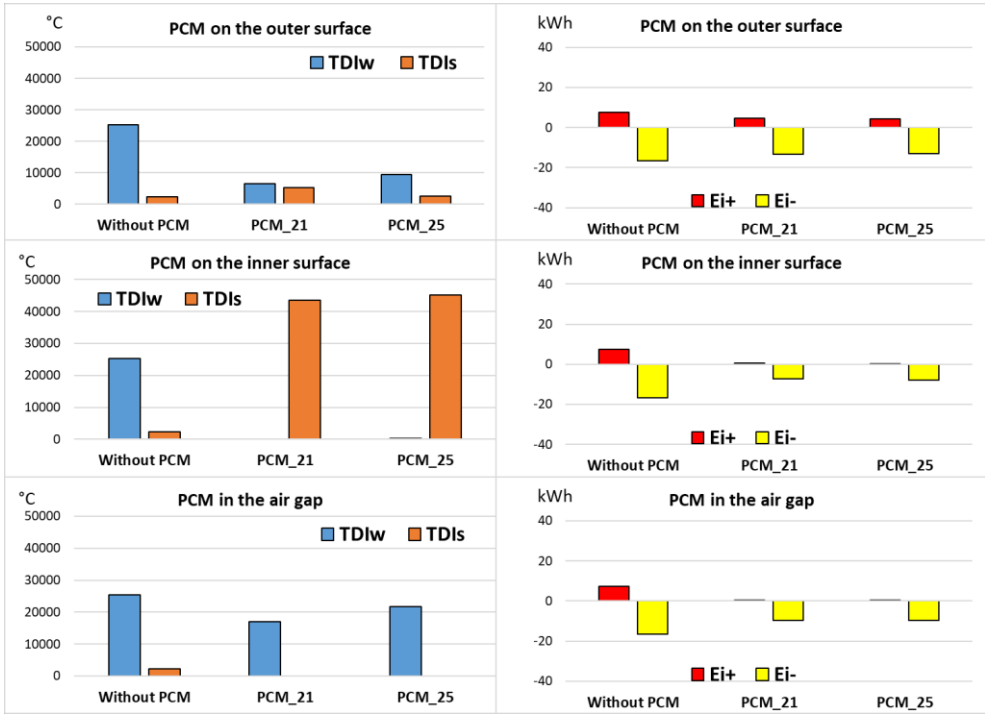 °C
PCM on the outer surface
50000
TDIw TDIs
40000
30000
20000
10000
0
Without PCM PCM_21 PCM_25
kWh
PCM on the outer surface
40
20
0
-20
Ei+ Ei-
-40
Without PCM PCM_21 PCM_25
°C
PCM on the inner surface
50000
TDIw TDIs
40000
30000
20000
10000
0
Without PCM PCM_21 PCM_25
kWh
PCM on the inner surface
40
20
0
-20
Ei+ Ei-
-40
Without PCM PCM_21 PCM_25
°C
PCM in the air gap
50000
TDIw TDIs
40000
30000
20000
10000
0
Without PCM PCM_21 PCM_25
kWh
PCM in the air gap
40
20
0
-20
Ei+ Ei-
-40
Without PCM PCM_21 PCM_25